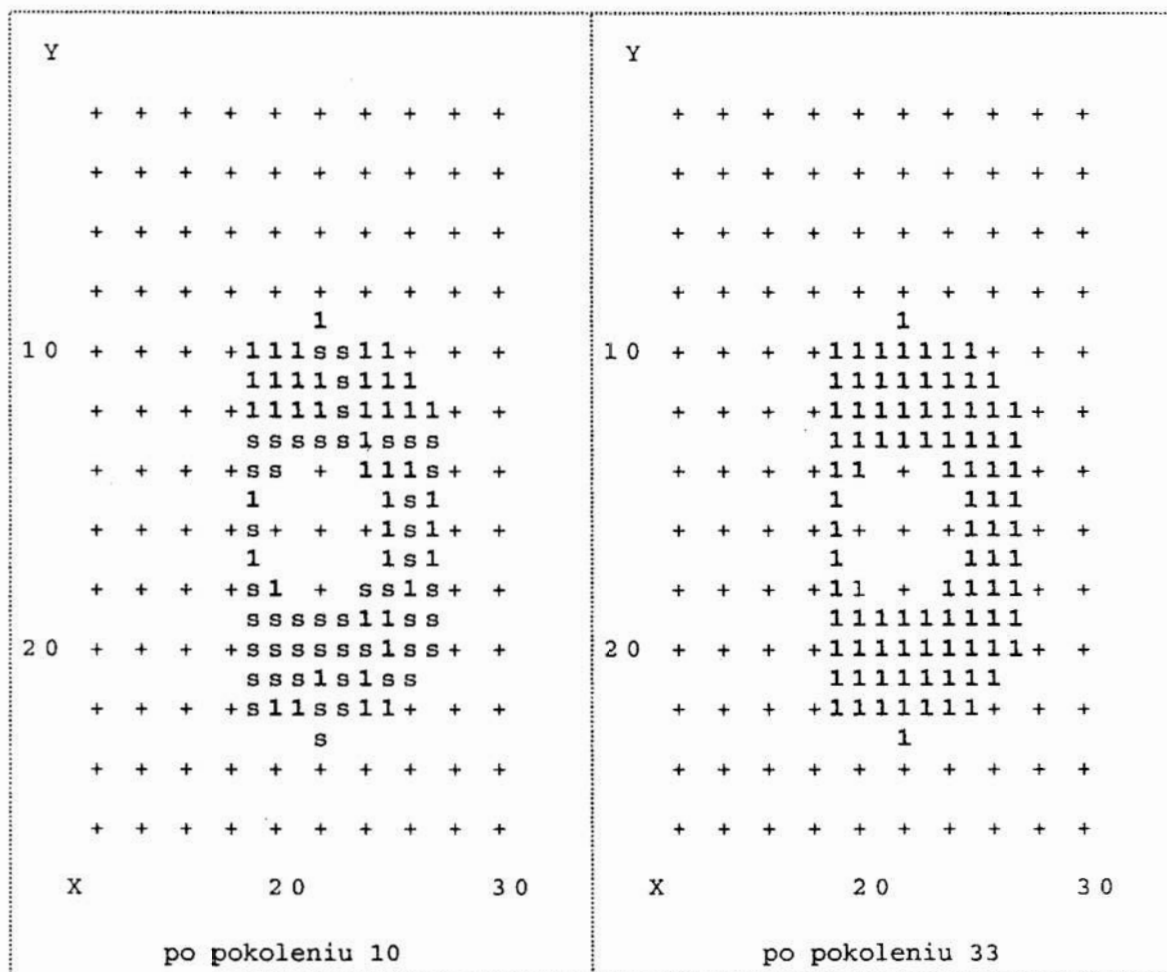 Y
+ + + + + + + + + +
+ + + + + + + + + +
+ + + + + + + + + +
+ + + + + + + + + +
1
10 + + + +111ss11+ + +
1111s111
+ + + +1111s1111+ +
sssss1sss
+ + + +ss + 111s+ +
1 1s1
+ + + +s+ + +1s1+ +
1 1s1
+ + + +s1 + ss1s+ +
sssss11ss
20 + + + +ssssss1ss+ +
sss1s1ss
+ + + +s11ss11+ + +
s
+ + + + + + + + + +
+ + + + + + + + + +
X 20 30
po pokoleniu 10
Y
+ + + + + + + + + +
+ + + + + + + + + +
+ + + + + + + + + +
+ + + + + + + + + +
1
10 + + + +1111111+ + +
11111111
+ + + +111111111+ +
111111111
+ + + +11 + 1111+ +
1 111
+ + + +1+ + +111+ +
1 111
+ + + +11 + 1111+ +
111111111
20 + + + +111111111+ +
11111111
+ + + +1111111+ + +
1
+ + + + + + + + + +
+ + + + + + + + + +
X 20 30
po pokoleniu 33